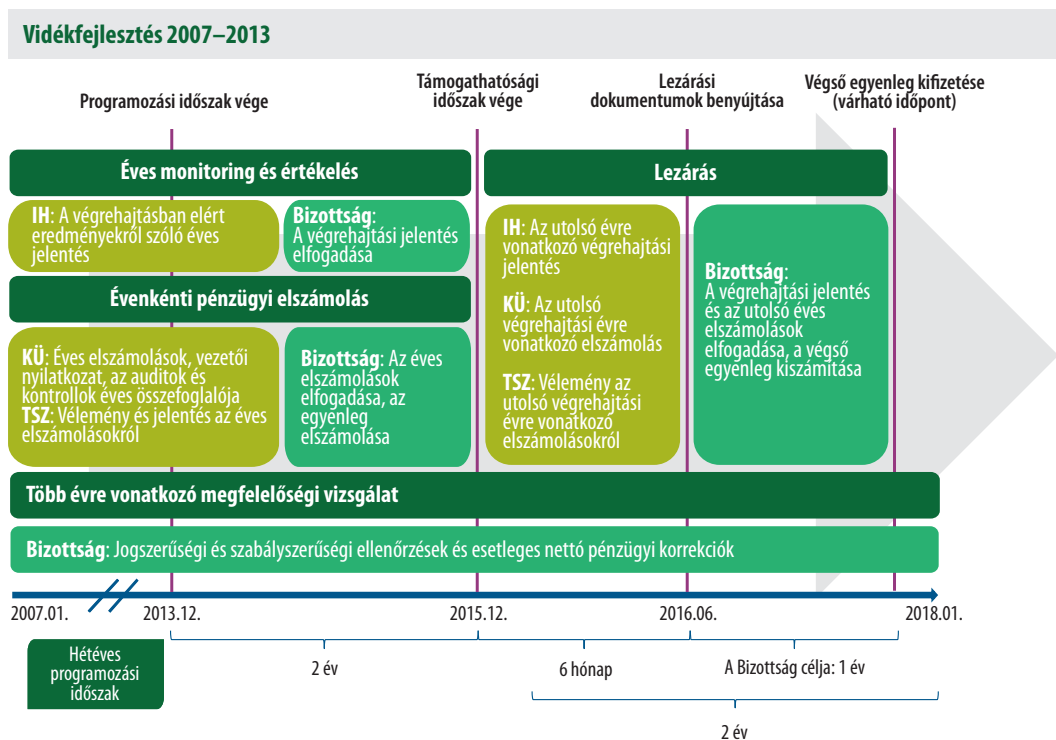 Vidékfejlesztés 2007–2013
Programozási időszak vége
Támogathatósági
időszak vége
Lezárási
dokumentumok benyújtása
Végső egyenleg kifizetése
(várható időpont)
Éves monitoring és értékelés
Lezárás
IH: A végrehajtásban elért
eredményekről szóló éves
jelentés
Bizottság:
A végrehajtási jelentés
elfogadása
Évenkénti pénzügyi elszámolás
KÜ: Éves elszámolások, vezetői
nyilatkozat, az auditok és
kontrollok éves összefoglalója
TSZ: Vélemény és jelentés az éves
elszámolásokról
Bizottság: Az éves
elszámolások
elfogadása, az
egyenleg
elszámolása
IH: Az utolsó évre
vonatkozó végrehajtási
jelentés
KÜ: Az utolsó
végrehajtási évre
vonatkozó elszámolás
TSZ: Vélemény az
utolsó végrehajtási
évre vonatkozó
elszámolásokról
Bizottság:
A végrehajtási jelentés
és az utolsó éves
elszámolások
elfogadása, a végső
egyenleg kiszámítása
Több évre vonatkozó megfelelőségi vizsgálat
Bizottság: Jogszerűségi és szabályszerűségi ellenőrzések és esetleges nettó pénzügyi korrekciók
2007.01.
2013.12.
2015.12.
2016.06.
2018.01.
Hétéves
programozási
időszak
2 év
6 hónap
A Bizottság célja: 1 év
2 év